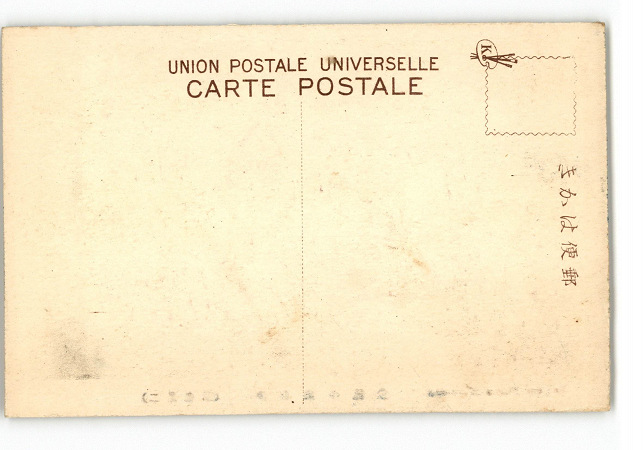 UNION POSTALE UNIVERSELLE
CARTE POSTALE
K
きかは便郵